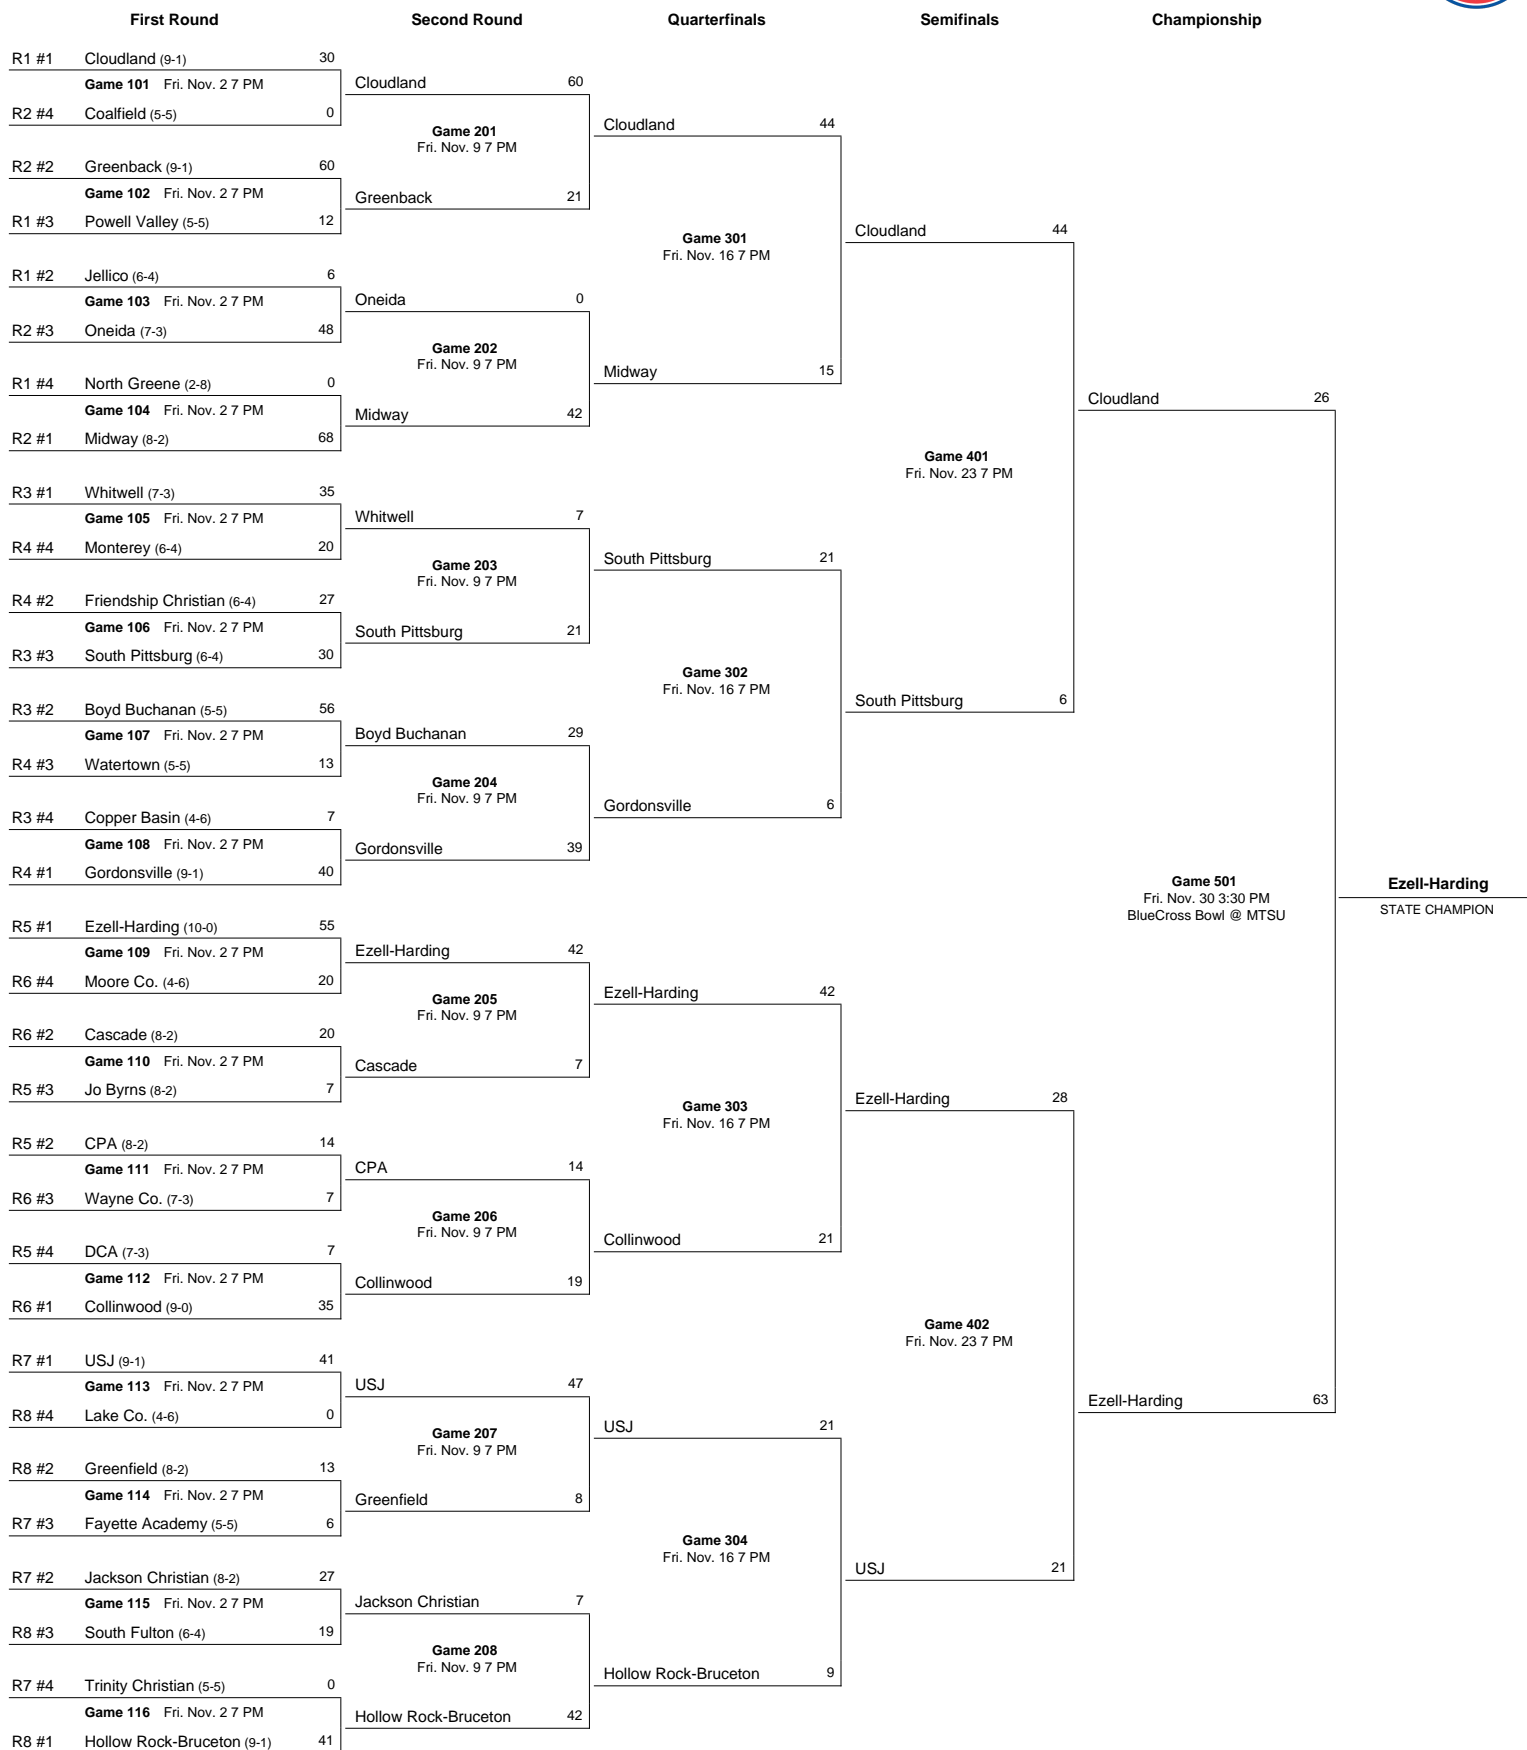 First Round Second Round Quarterfinals Semifinals Championship
R1 #1 Cloudland (9-1) 30
Game 101 Fri. Nov. 2 7 PM
R2 #4 Coalfield (5-5) 0
R2 #2 Greenback (9-1) 60
Game 102 Fri. Nov. 2 7 PM
R1 #3 Powell Valley (5-5) 12
R1 #2 Jellico (6-4) 6
Game 103 Fri. Nov. 2 7 PM
R2 #3 Oneida (7-3) 48
R1 #4 North Greene (2-8) 0
Game 104 Fri. Nov. 2 7 PM
R2 #1 Midway (8-2) 68
R3 #1 Whitwell (7-3) 35
Game 105 Fri. Nov. 2 7 PM
R4 #4 Monterey (6-4) 20
R4 #2 Friendship Christian (6-4) 27
Game 106 Fri. Nov. 2 7 PM
R3 #3 South Pittsburg (6-4) 30
R3 #2 Boyd Buchanan (5-5) 56
Game 107 Fri. Nov. 2 7 PM
R4 #3 Watertown (5-5) 13
R3 #4 Copper Basin (4-6) 7
Game 108 Fri. Nov. 2 7 PM
R4 #1 Gordonsville (9-1) 40
R5 #1 Ezell-Harding (10-0) 55
Game 109 Fri. Nov. 2 7 PM
R6 #4 Moore Co. (4-6) 20
R6 #2 Cascade (8-2) 20
Game 110 Fri. Nov. 2 7 PM
R5 #3 Jo Byrns (8-2) 7
R5 #2 CPA (8-2) 14
Game 111 Fri. Nov. 2 7 PM
R6 #3 Wayne Co. (7-3) 7
R5 #4 DCA (7-3) 7
Game 112 Fri. Nov. 2 7 PM
R6 #1 Collinwood (9-0) 35
R7 #1 USJ (9-1) 41
Game 113 Fri. Nov. 2 7 PM
R8 #4 Lake Co. (4-6) 0
R8 #2 Greenfield (8-2) 13
Game 114 Fri. Nov. 2 7 PM
R7 #3 Fayette Academy (5-5) 6
R7 #2 Jackson Christian (8-2) 27
Game 115 Fri. Nov. 2 7 PM
R8 #3 South Fulton (6-4) 19
R7 #4 Trinity Christian (5-5) 0
Game 116 Fri. Nov. 2 7 PM
R8 #1 Hollow Rock-Bruceton (9-1) 41
Cloudland 60
Game 201
Fri. Nov. 9 7 PM
Greenback 21
Oneida 0
Game 202
Fri. Nov. 9 7 PM
Midway 42
Whitwell 7
Game 203
Fri. Nov. 9 7 PM
South Pittsburg 21
Boyd Buchanan 29
Game 204
Fri. Nov. 9 7 PM
Gordonsville 39
Ezell-Harding 42
Game 205
Fri. Nov. 9 7 PM
Cascade 7
CPA 14
Game 206
Fri. Nov. 9 7 PM
Collinwood 19
USJ 47
Game 207
Fri. Nov. 9 7 PM
Greenfield 8
Jackson Christian 7
Game 208
Fri. Nov. 9 7 PM
Hollow Rock-Bruceton 42
Cloudland 44
Game 301
Fri. Nov. 16 7 PM
Midway 15
South Pittsburg 21
Game 302
Fri. Nov. 16 7 PM
Gordonsville 6
Ezell-Harding 42
Game 303
Fri. Nov. 16 7 PM
Collinwood 21
USJ 21
Game 304
Fri. Nov. 16 7 PM
Hollow Rock-Bruceton 9
Cloudland 44
Game 401
Fri. Nov. 23 7 PM
South Pittsburg 6
Ezell-Harding 28
Game 402
Fri. Nov. 23 7 PM
USJ 21
Cloudland 26
Game 501
Fri. Nov. 30 3:30 PM
BlueCross Bowl @ MTSU
Ezell-Harding 63
Ezell-Harding
STATE CHAMPION